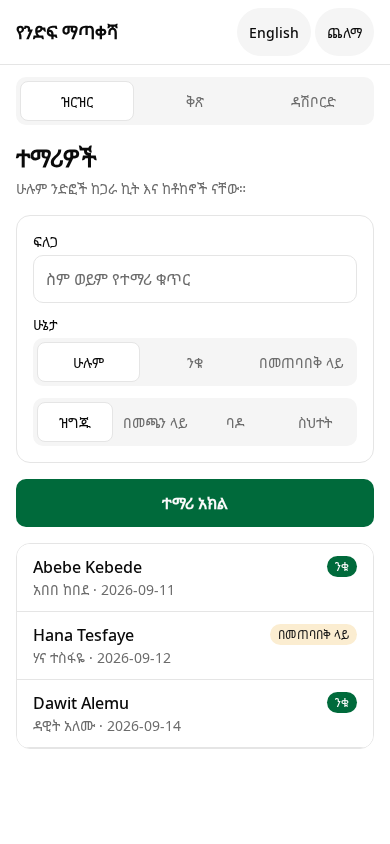 የንድፍ ማጣቀሻ
English
ጨለማ
ዝርዝር
ቅጽ
ዳሽቦርድ
ተማሪዎች
ሁሉም ንድፎች ከጋራ ኪት እና ከቶከኖች ናቸው።
ፍለጋ
ስም ወይም የተማሪ ቁጥር
ሁኔታ
ሁሉም
ንቁ
በመጠባበቅ ላይ
ዝግጁ
በመጫን ላይ
ባዶ
ስህተት
ተማሪ አክል
Abebe Kebede
ንቁ
አበበ ከበደ · 2026-09-11
Hana Tesfaye
በመጠባበቅ ላይ
ሃና ተስፋዬ · 2026-09-12
Dawit Alemu
ንቁ
ዳዊት አለሙ · 2026-09-14